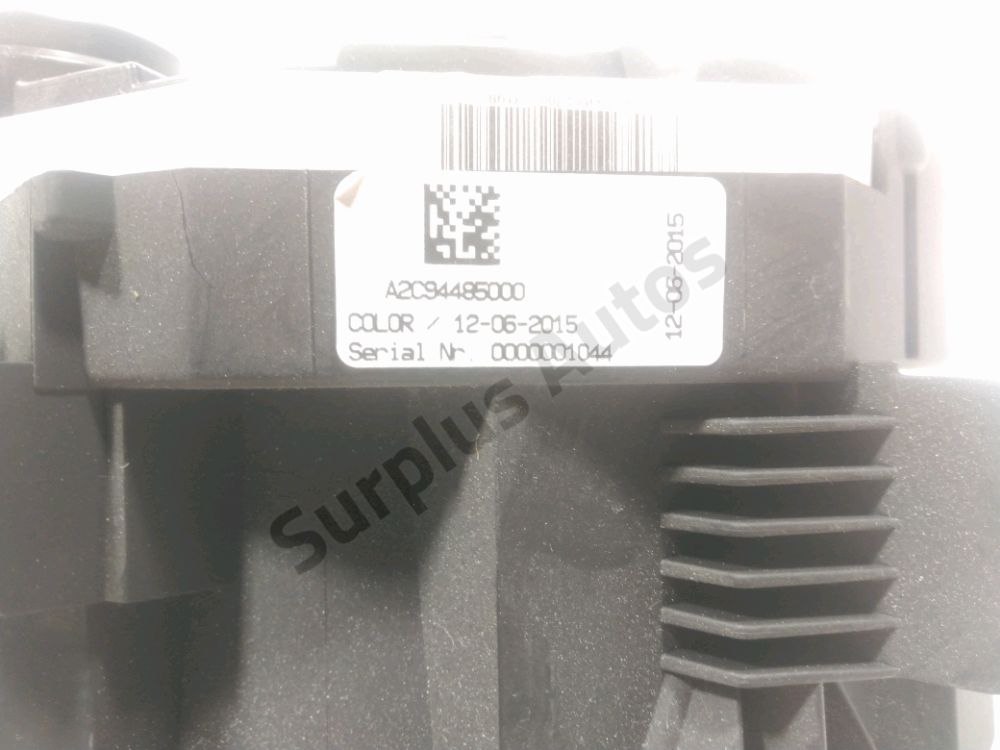 A2C94485000
COLOR / 12-06-2015
Serial Nr. 0000001044
12-06-2015
Surplus Autos